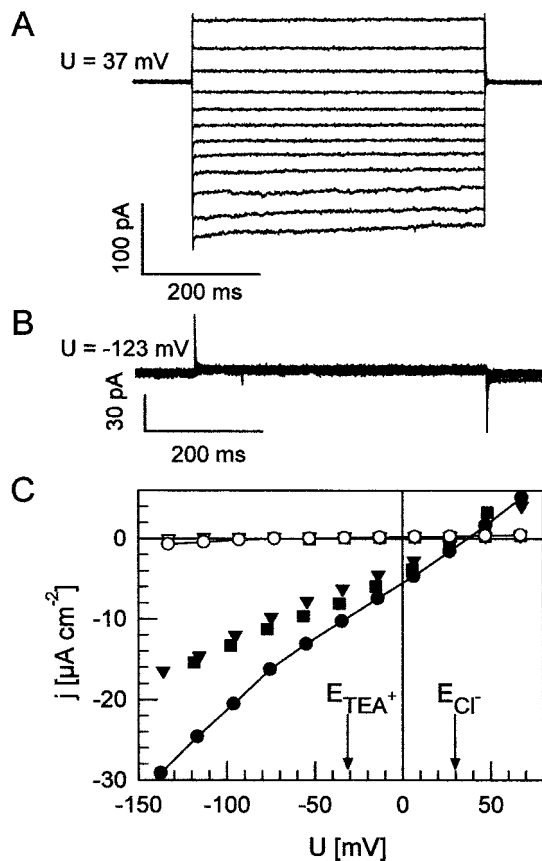 A
U = 37 mV
100 pA
200 ms
B
U = -123 mV
30 pA
200 ms
C
0
-10
-20
-30
j [µA cm⁻²]
E_TEA⁺
E_Cl⁻
-150 -100 -50 0 50
U [mV]